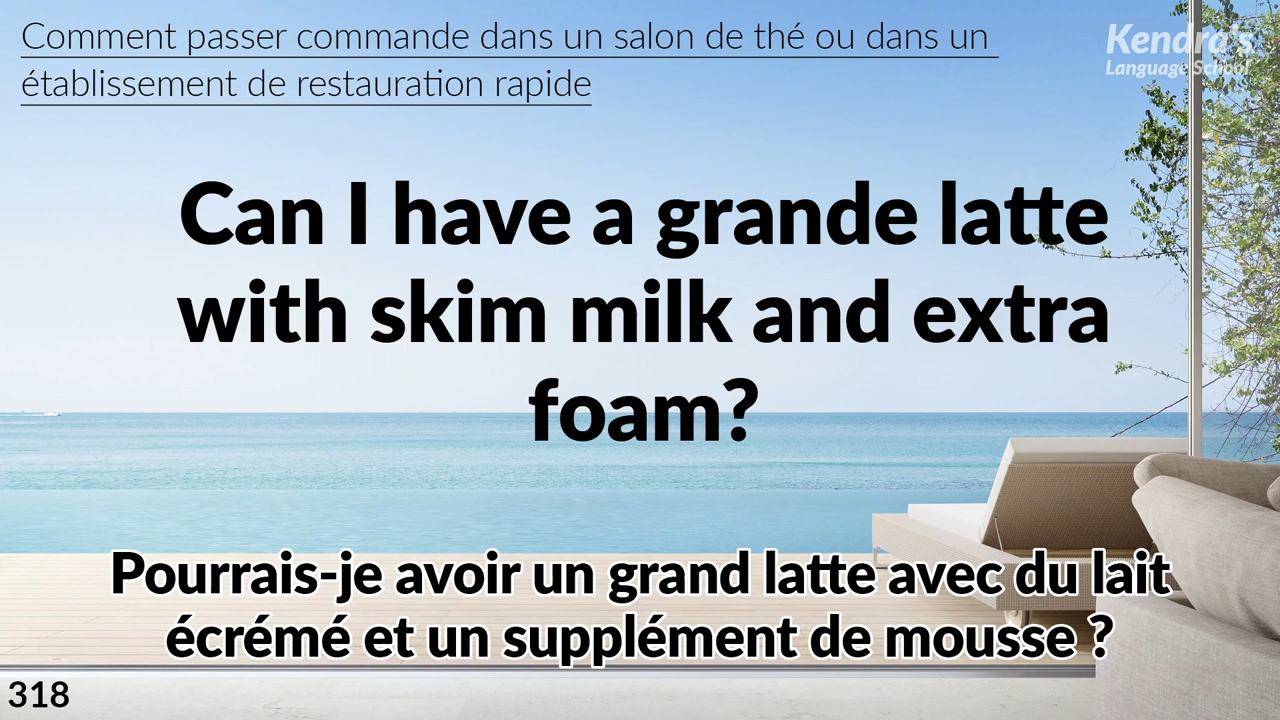 Comment passer commande dans un salon de thé ou dans un
établissement de restauration rapide
Kendra's
Language School
Can I have a grande latte
with skim milk and extra
foam?
Pourrais-je avoir un grand latte avec du lait
écrémé et un supplément de mousse ?
318